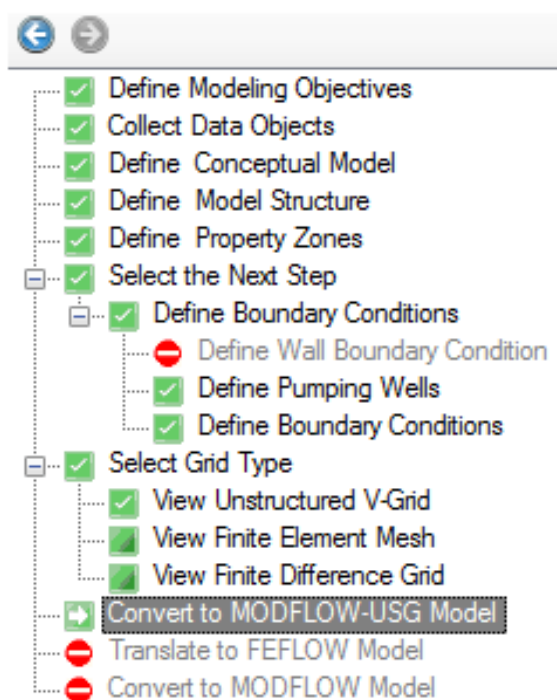 Define Modeling Objectives
Collect Data Objects
Define Conceptual Model
Define Model Structure
Define Property Zones
Select the Next Step
Define Boundary Conditions
Define Wall Boundary Condition
Define Pumping Wells
Define Boundary Conditions
Select Grid Type
View Unstructured V-Grid
View Finite Element Mesh
View Finite Difference Grid
Convert to MODFLOW-USG Model
Translate to FEFLOW Model
Convert to MODFLOW Model